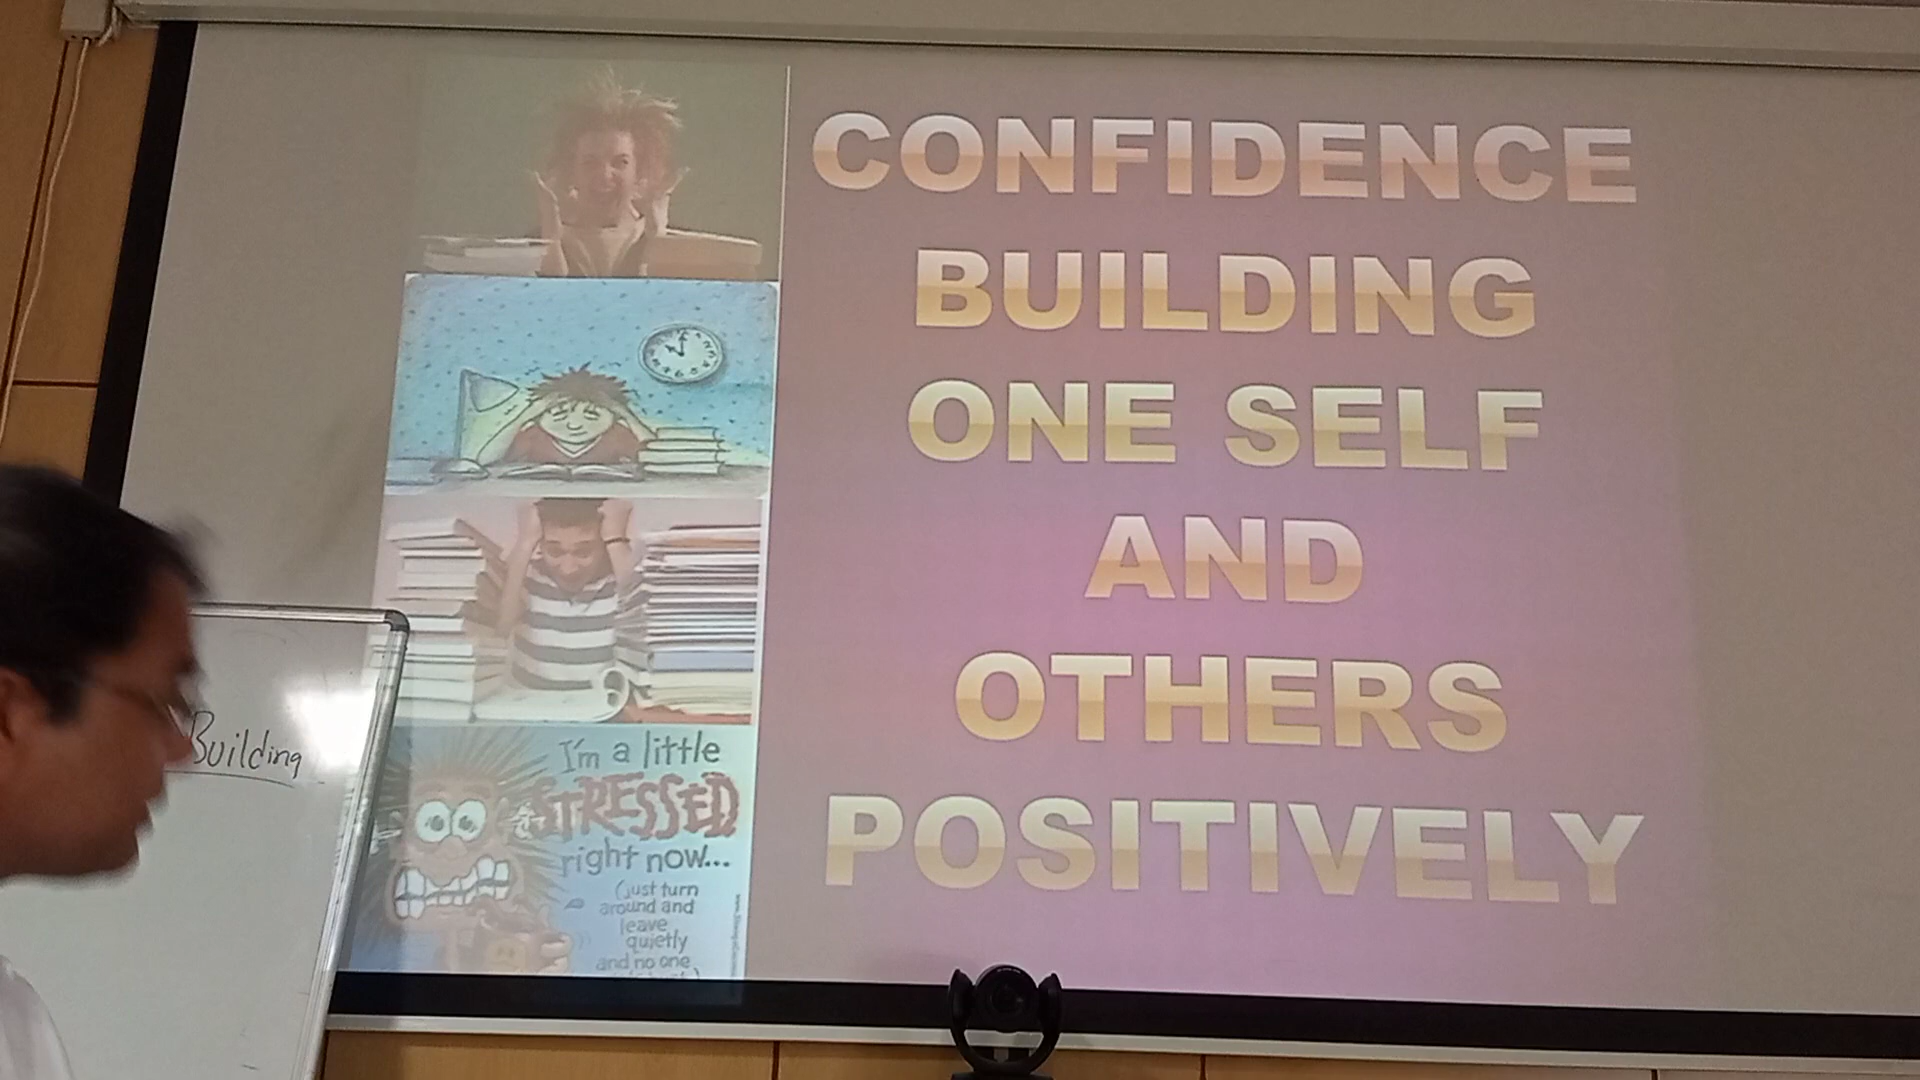 CONFIDENCE
BUILDING
ONE SELF
AND
OTHERS
POSITIVELY
I'm a little
STRESSED
right now...
(just turn
around and
leave
quietly
and no one
Building